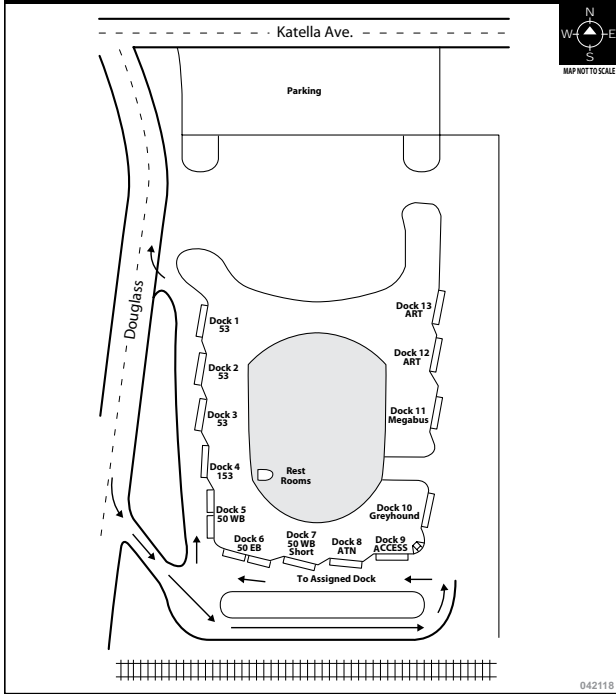 N
W E
S
MAP NOT TO SCALE
Katella Ave.
Parking
Douglass
Dock 13
ART
Dock 1
53
Dock 12
ART
Dock 2
53
Dock 11
Megabus
Dock 3
53
Dock 4
153
Rest
Rooms
Dock 5
50 WB
Dock 10
Greyhound
Dock 6
50 EB
Dock 7
50 WB
Short
Dock 8
ATN
Dock 9
ACCESS
To Assigned Dock
042118